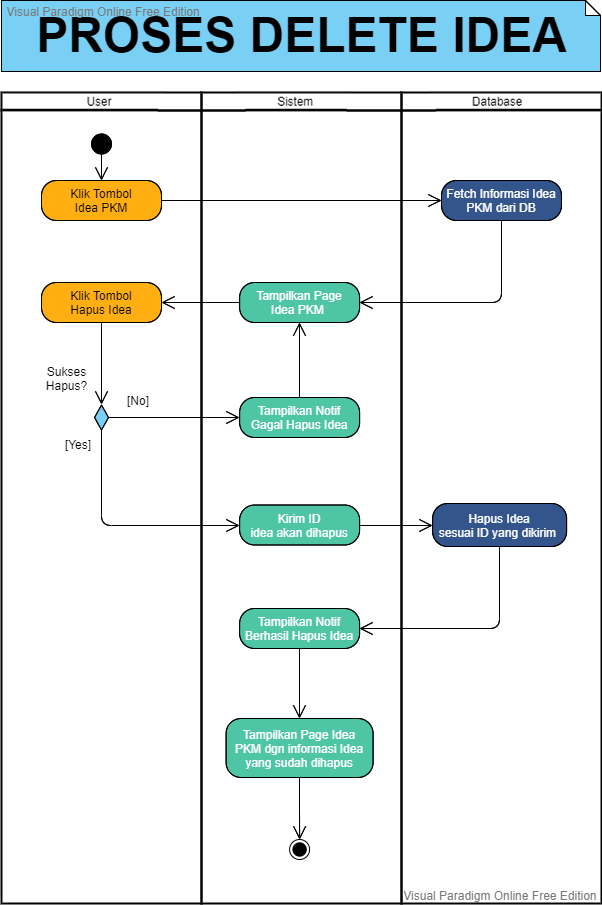 Visual Paradigm Online Free Edition
PROSES DELETE IDEA
User
Sistem
Database
Klik Tombol
Idea PKM
Fetch Informasi Idea
PKM dari DB
Klik Tombol
Hapus Idea
Tampilkan Page
Idea PKM
Sukses
Hapus?
[No]
Tampilkan Notif
Gagal Hapus Idea
[Yes]
Kirim ID
idea akan dihapus
Hapus Idea
sesuai ID yang dikirim
Tampilkan Notif
Berhasil Hapus Idea
Tampilkan Page Idea
PKM dgn informasi Idea
yang sudah dihapus
Visual Paradigm Online Free Edition